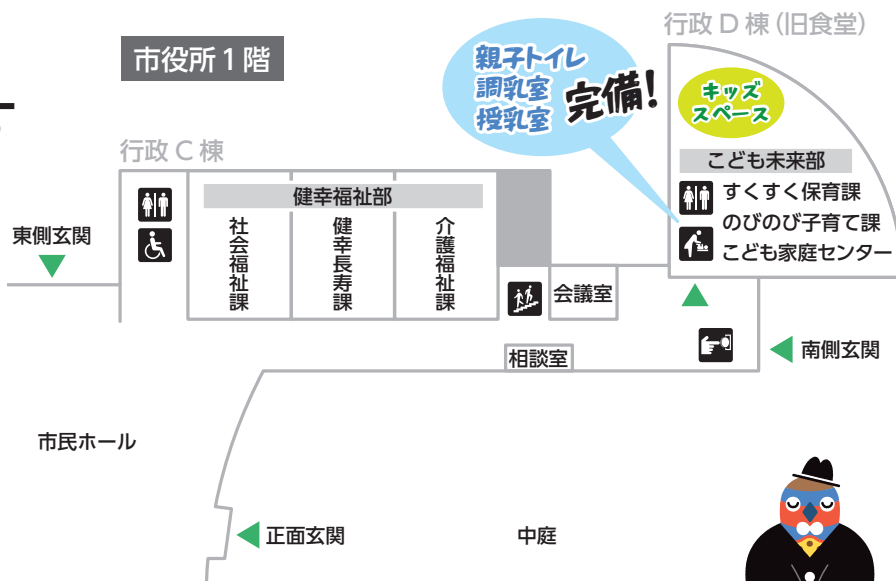 市役所1階
行政D棟(旧食堂)
親子トイレ
調乳室
授乳室
完備!
キッズ
スペース
こども未来部
すくすく保育課
のびのび子育て課
こども家庭センター
行政C棟
健幸福祉部
社会福祉課
健幸長寿課
介護福祉課
東側玄関
会議室
相談室
南側玄関
市民ホール
正面玄関
中庭